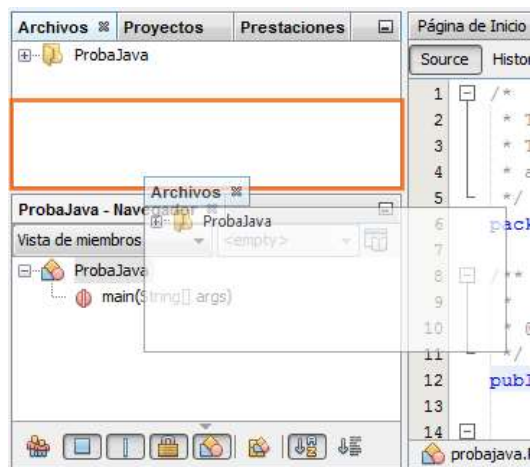 Archivos Proyectos Prestaciones
ProbaJava
Archivos
ProbaJava
ProbaJava - Navegador
Vista de miembros <empty>
ProbaJava
main(String[] args)
Página de Inicio
Source Histor
1 /*
2 * T
3 * T
4 * a
5 */
6 pack
7
8 /**
9 *
10 * @
11 */
12 publ
13
14
probajava.